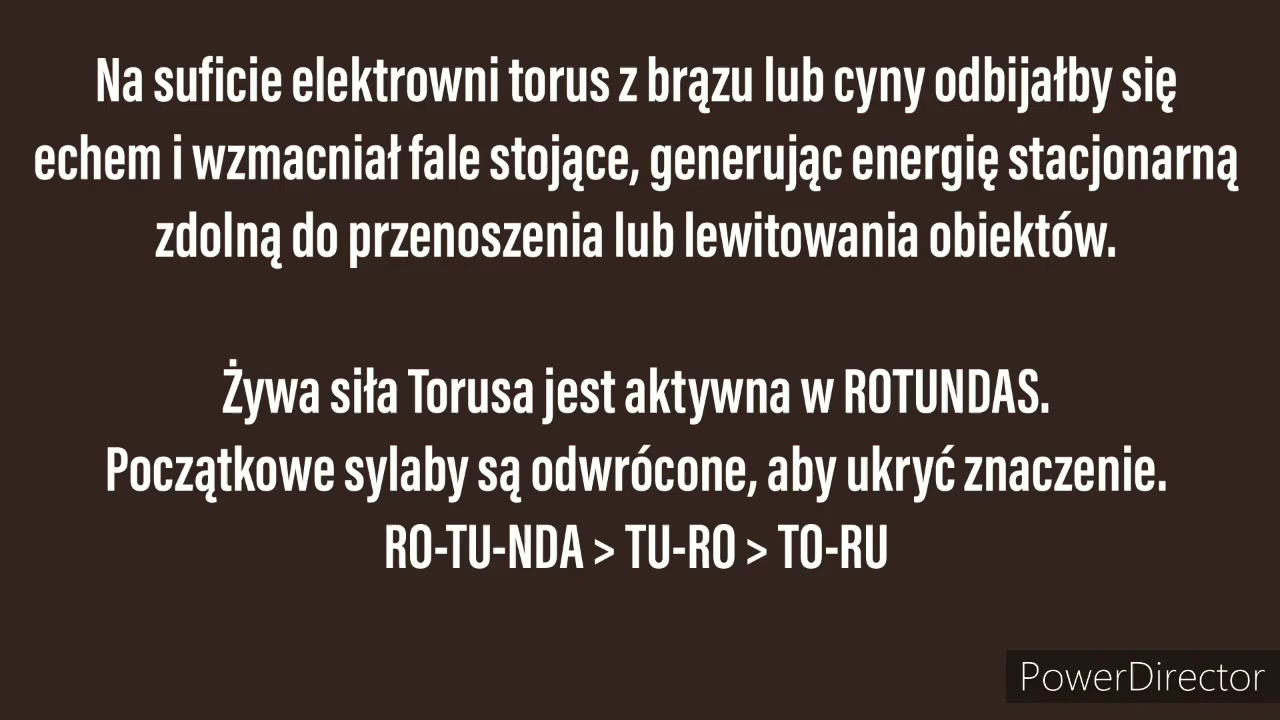 Na suficie elektrowni torus z brązu lub cyny odbijałby się
echem i wzmacniał fale stojące, generując energię stacjonarną
zdolną do przenoszenia lub lewitowania obiektów.
Żywa siła Torusa jest aktywna w ROTUNDAS.
Początkowe sylaby są odwrócone, aby ukryć znaczenie.
RO-TU-NDA > TU-RO > TO-RU
PowerDirector